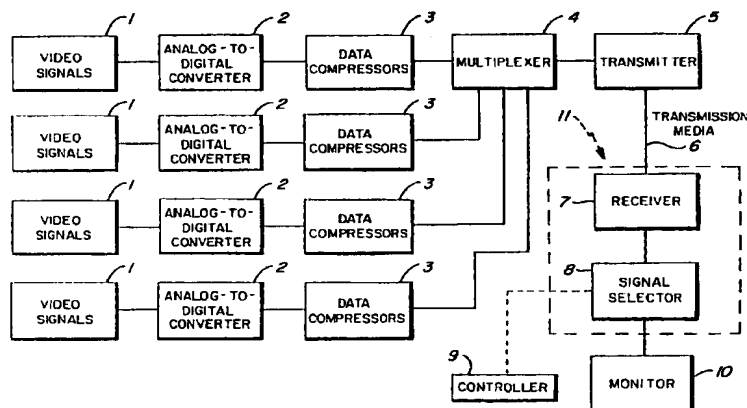 1
2
3
4
5
VIDEO
SIGNALS
ANALOG-TO-
DIGITAL
CONVERTER
DATA
COMPRESSORS
MULTIPLEXER
TRANSMITTER
1
2
3
VIDEO
SIGNALS
ANALOG-TO-
DIGITAL
CONVERTER
DATA
COMPRESSORS
11
TRANSMISSION
MEDIA
6
1
2
3
VIDEO
SIGNALS
ANALOG-TO-
DIGITAL
CONVERTER
DATA
COMPRESSORS
7
RECEIVER
1
2
3
VIDEO
SIGNALS
ANALOG-TO-
DIGITAL
CONVERTER
DATA
COMPRESSORS
8
SIGNAL
SELECTOR
9
CONTROLLER
MONITOR
10